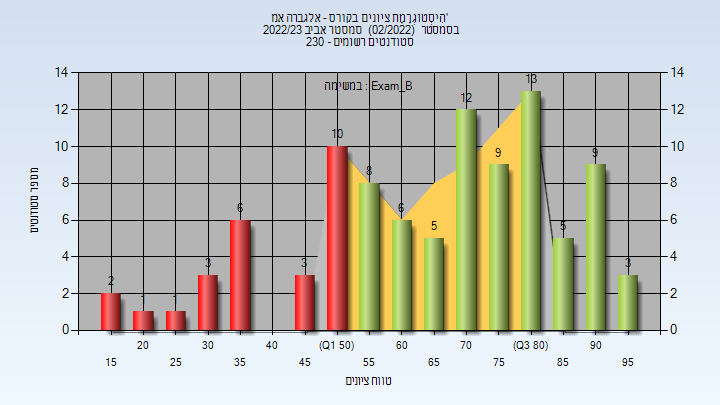 היסטוגרמת ציונים בקורס - אלגברה אמ'
בסמסטר (02/2022) סמסטר אביב 2022/23
סטודנטים רשומים - 230
במשימה : Exam_B
14 14
12 12
10 10
8 8
6 6
4 4
2 2
0 0
2 1 1 3 6 3 10 8 6 5 12 9 13 5 9 3
מספר סטודנטים
20 30 40 (Q1 50) 60 70 (Q3 80) 90
15 25 35 45 55 65 75 85 95
טווח ציונים